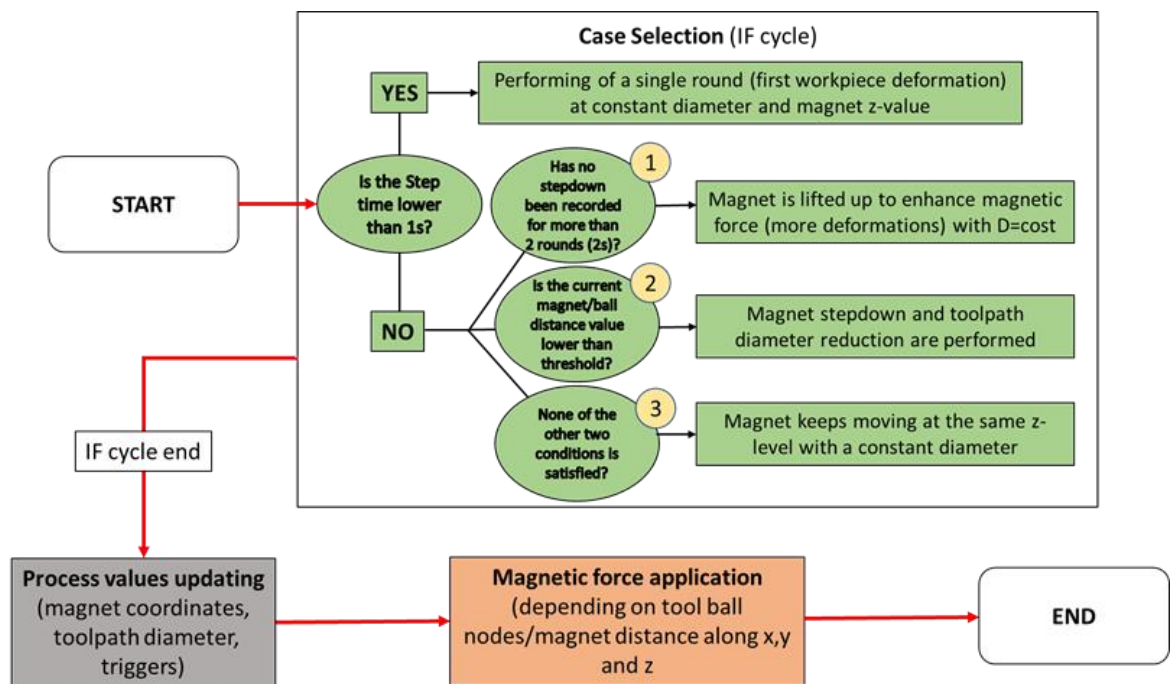 Case Selection (IF cycle)
YES
Performing of a single round (first workpiece deformation)
at constant diameter and magnet z-value
START
Is the Step
time lower
than 1s?
1
Has no
stepdown
been recorded
for more than
2 rounds (2s)?
Magnet is lifted up to enhance magnetic
force (more deformations) with D=cost
NO
2
Is the current
magnet/ball
distance value
lower than
threshold?
Magnet stepdown and toolpath
diameter reduction are performed
3
None of the
other two
conditions is
satisfied?
Magnet keeps moving at the same z-
level with a constant diameter
IF cycle end
Process values updating
(magnet coordinates,
toolpath diameter,
triggers)
Magnetic force application
(depending on tool ball
nodes/magnet distance along x,y
and z)
END